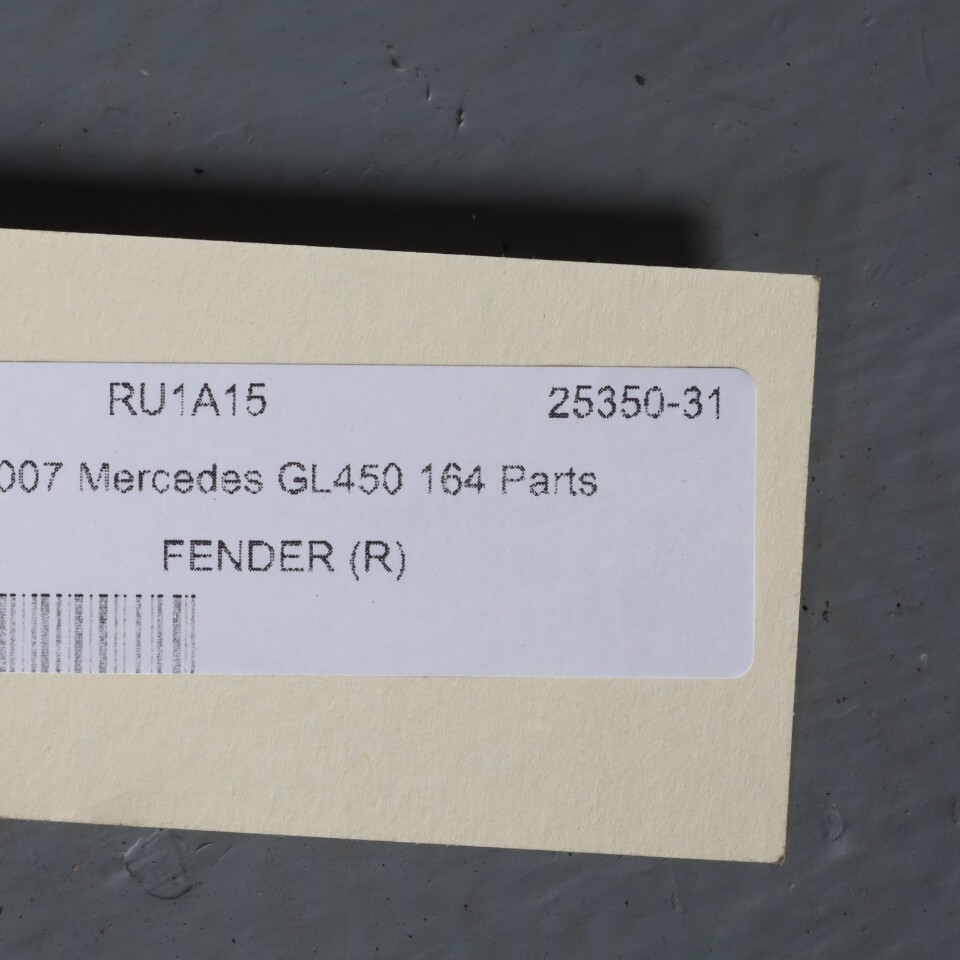 RU1A15 25350-31
007 Mercedes GL450 164 Parts
FENDER (R)